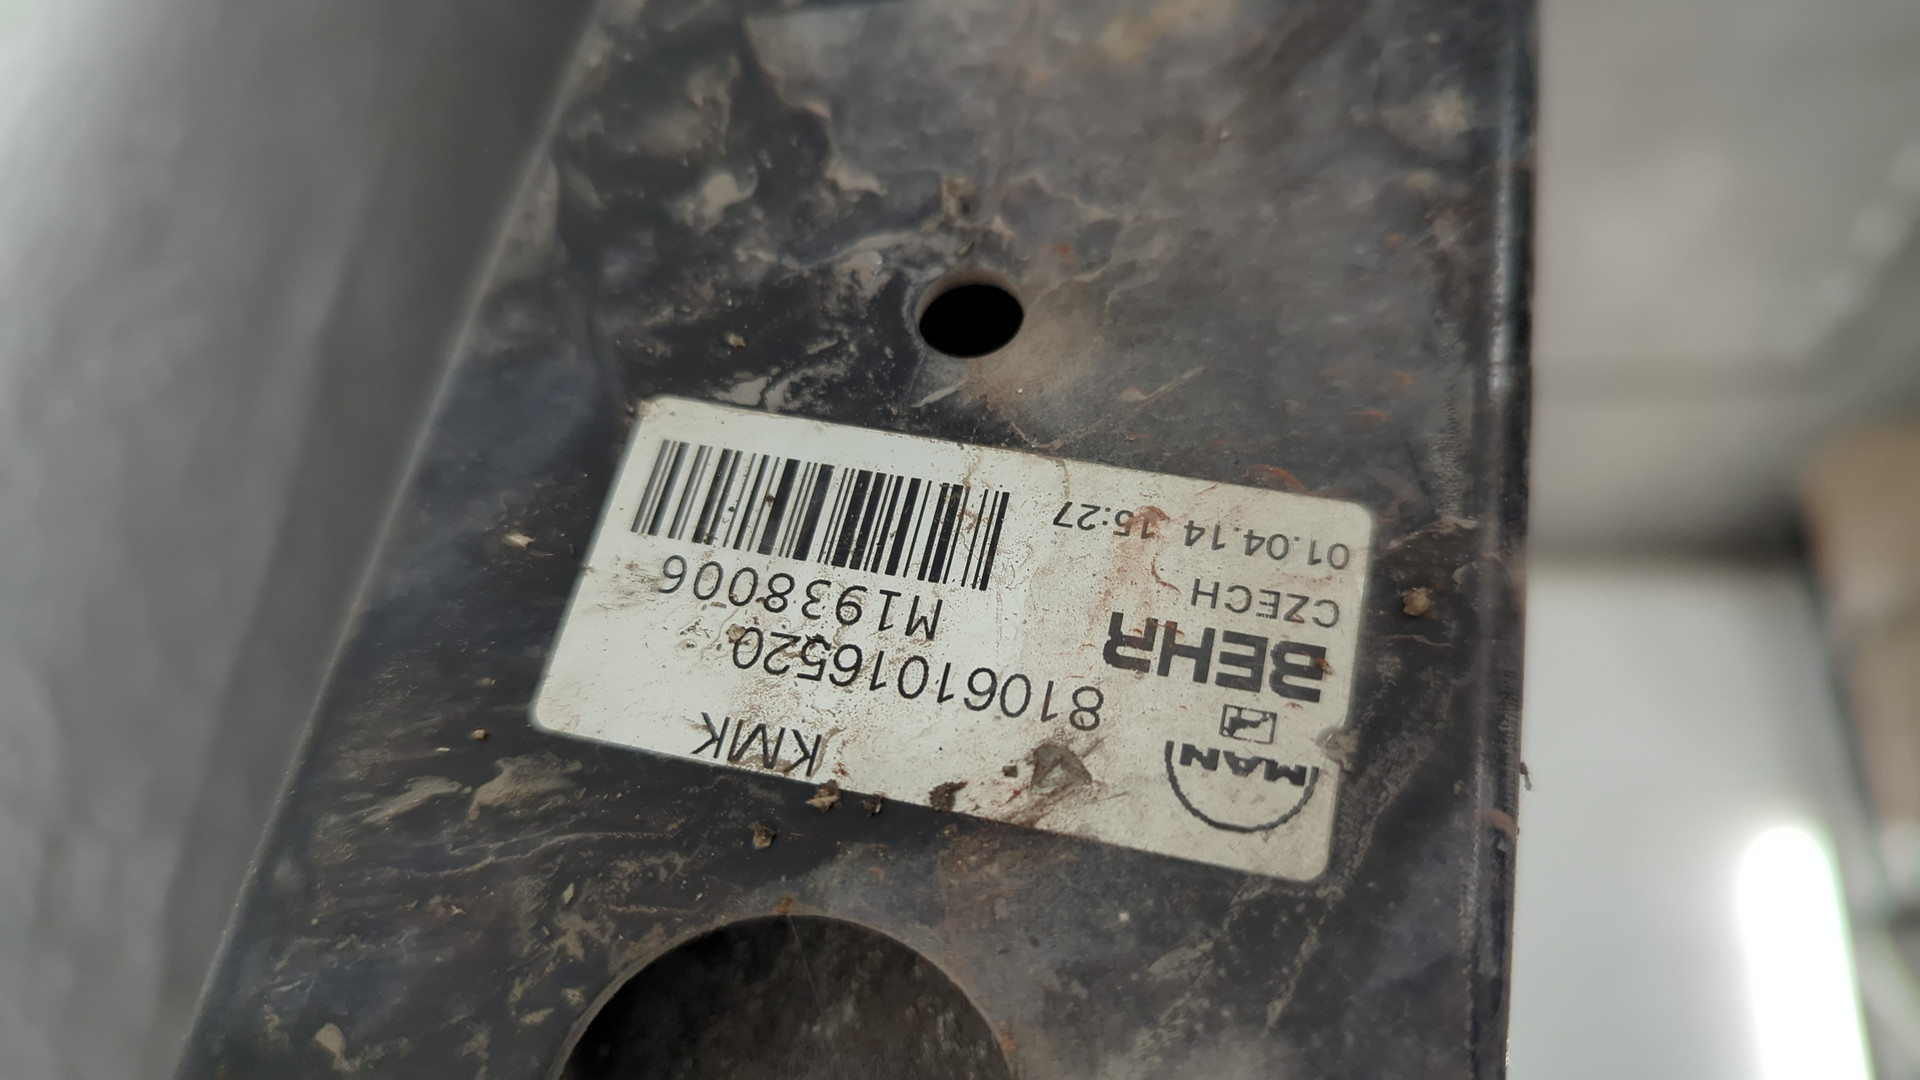 KMK
MAN
81061016520
BEHR
M1938006
CZECH
01.04.14 15:27